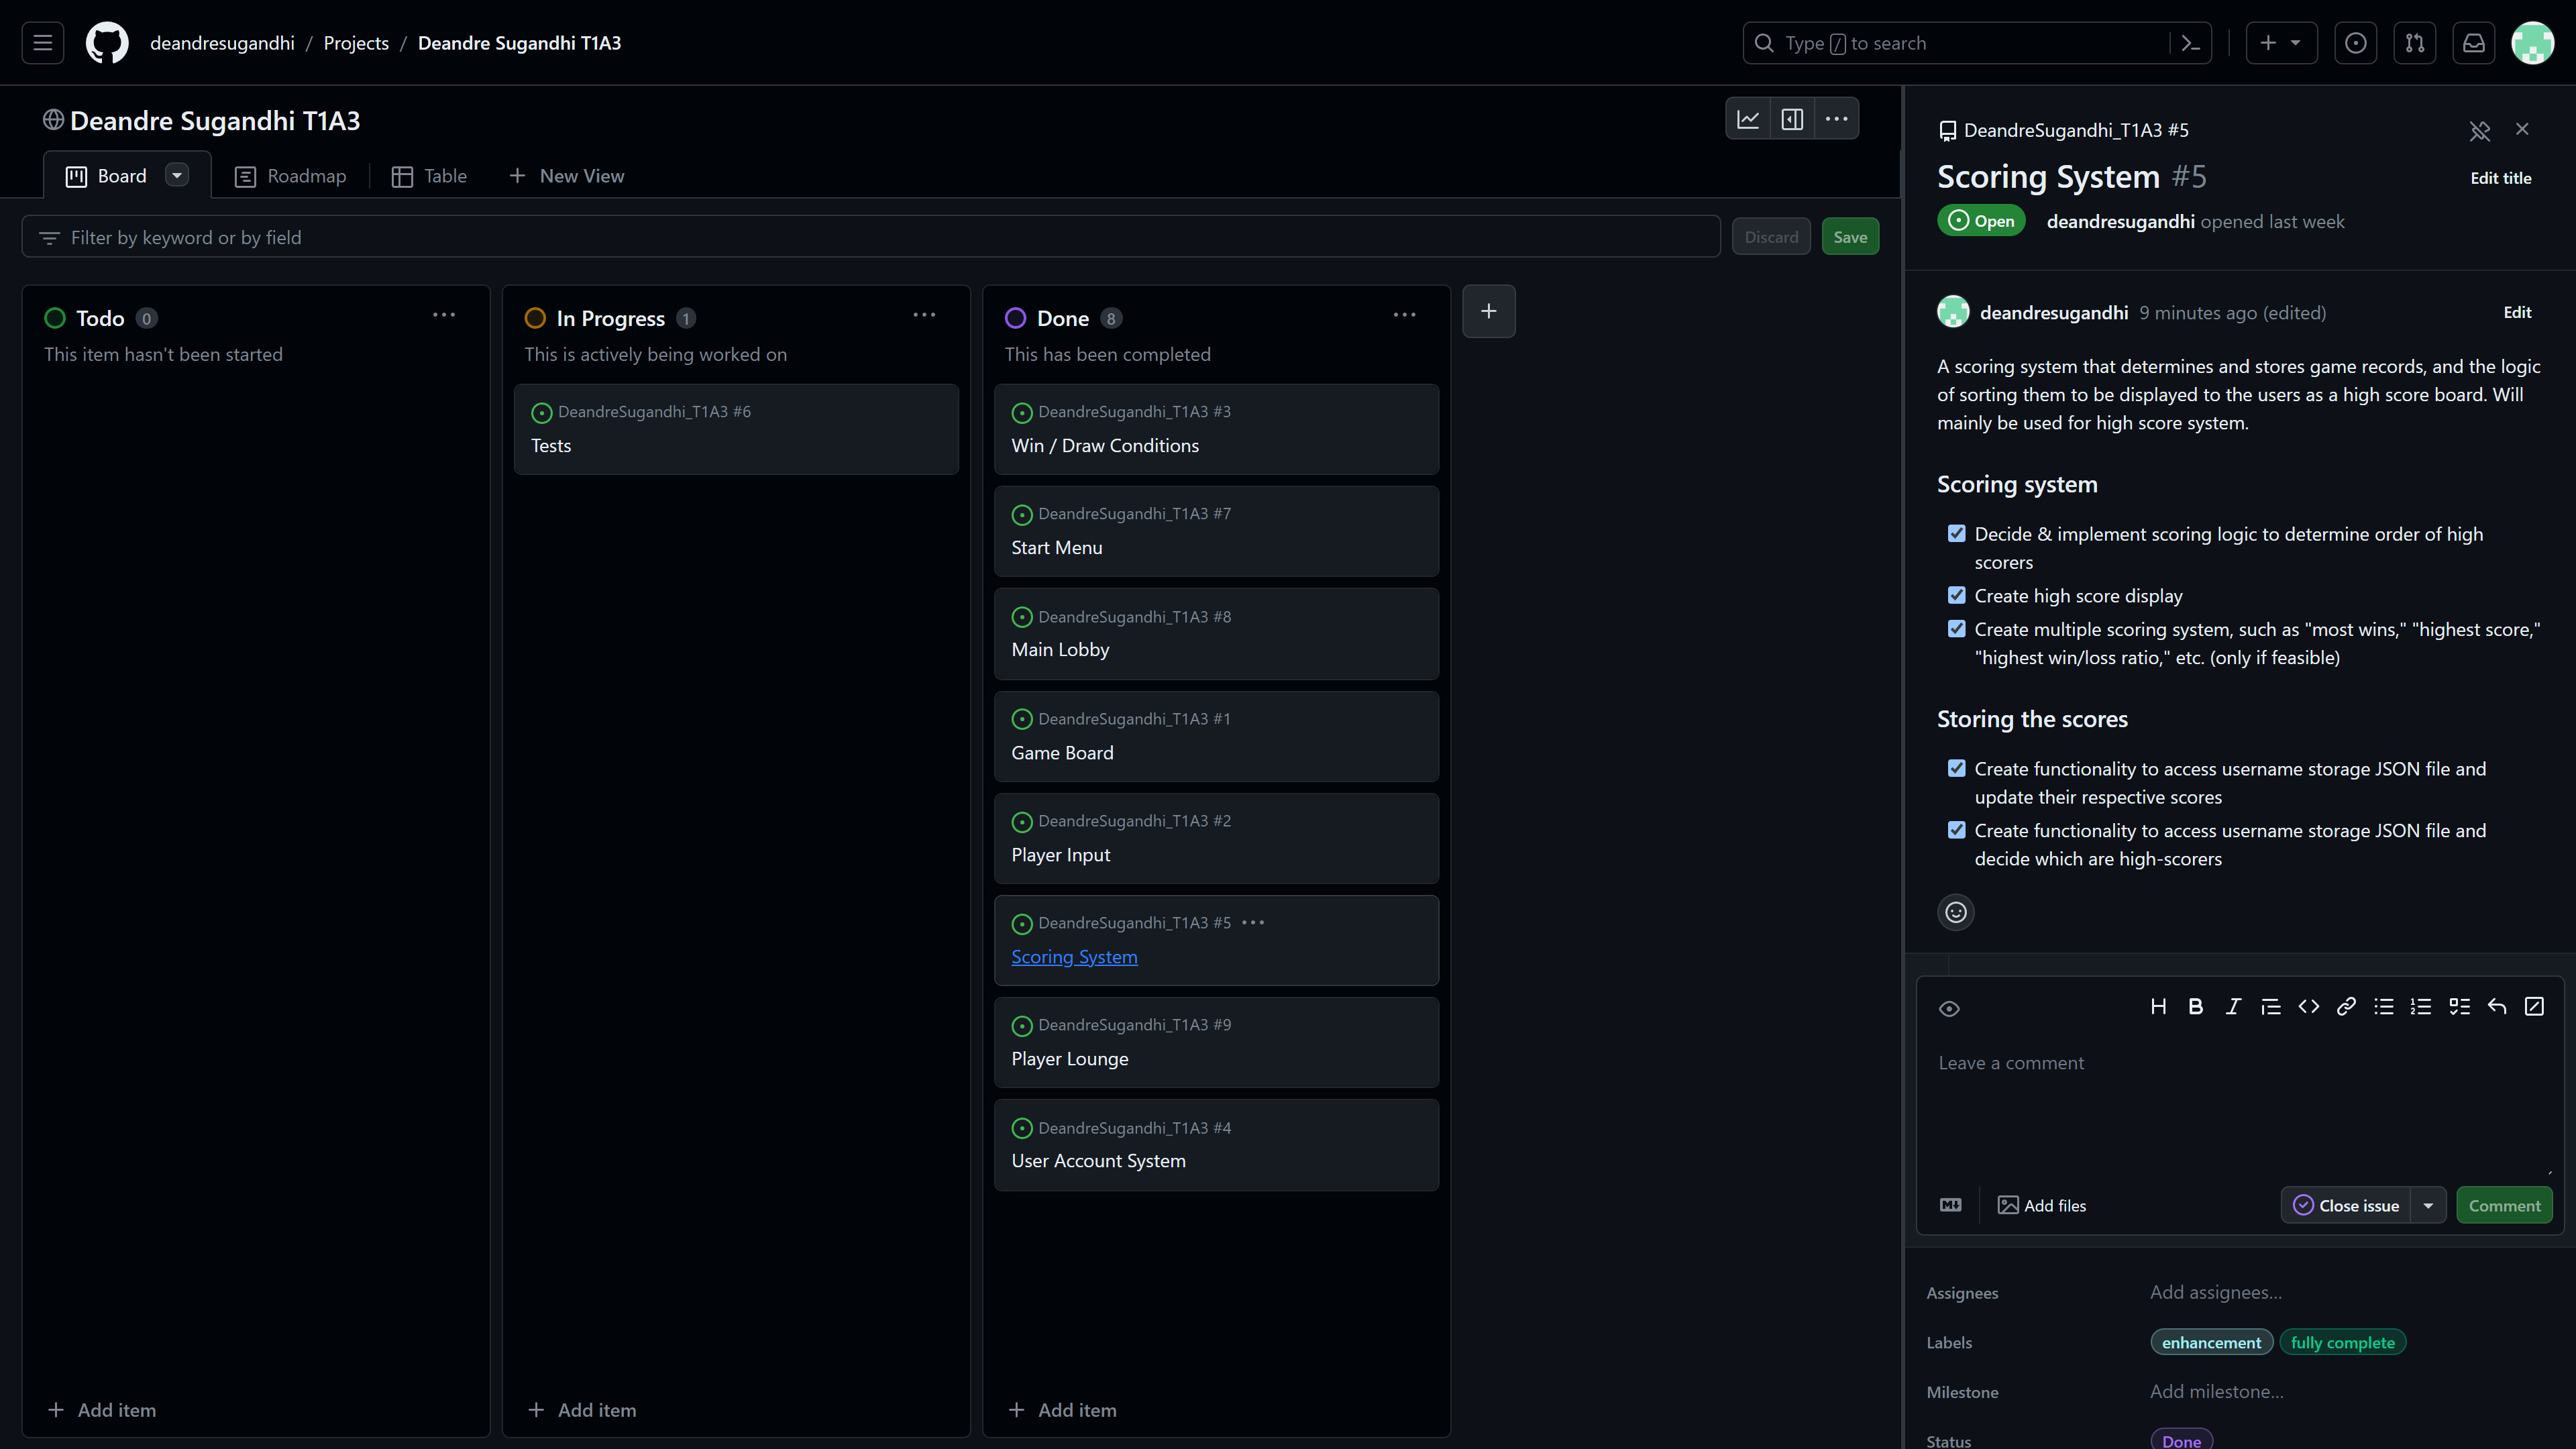 deandresugandhi / Projects / Deandre Sugandhi T1A3
Type / to search
Deandre Sugandhi T1A3
Board
Roadmap
Table
New View
Filter by keyword or by field
Discard
Save
Todo 0
This item hasn't been started
Add item
In Progress 1
This is actively being worked on
DeandreSugandhi_T1A3 #6
Tests
Add item
Done 8
This has been completed
DeandreSugandhi_T1A3 #3
Win / Draw Conditions
DeandreSugandhi_T1A3 #7
Start Menu
DeandreSugandhi_T1A3 #8
Main Lobby
DeandreSugandhi_T1A3 #1
Game Board
DeandreSugandhi_T1A3 #2
Player Input
DeandreSugandhi_T1A3 #5
Scoring System
DeandreSugandhi_T1A3 #9
Player Lounge
DeandreSugandhi_T1A3 #4
User Account System
Add item
DeandreSugandhi_T1A3 #5
Scoring System #5
Edit title
Open
deandresugandhi opened last week
deandresugandhi 9 minutes ago (edited)
Edit
A scoring system that determines and stores game records, and the logic
of sorting them to be displayed to the users as a high score board. Will
mainly be used for high score system.
Scoring system
Decide & implement scoring logic to determine order of high
scorers
Create high score display
Create multiple scoring system, such as "most wins," "highest score,"
"highest win/loss ratio," etc. (only if feasible)
Storing the scores
Create functionality to access username storage JSON file and
update their respective scores
Create functionality to access username storage JSON file and
decide which are high-scorers
Leave a comment
Add files
Close issue
Comment
Assignees
Add assignees...
Labels
enhancement
fully complete
Milestone
Add milestone...
Status
Done